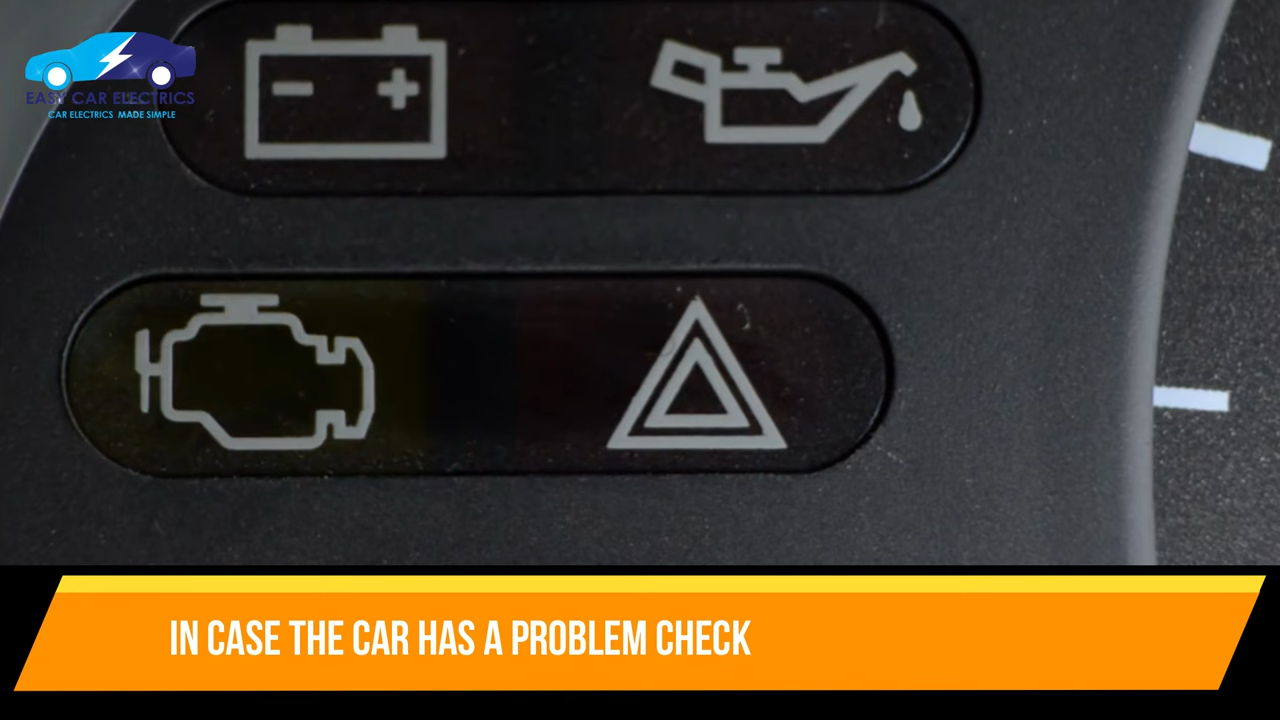 EASY CAR ELECTRICS
CAR ELECTRICS MADE SIMPLE
IN CASE THE CAR HAS A PROBLEM CHECK